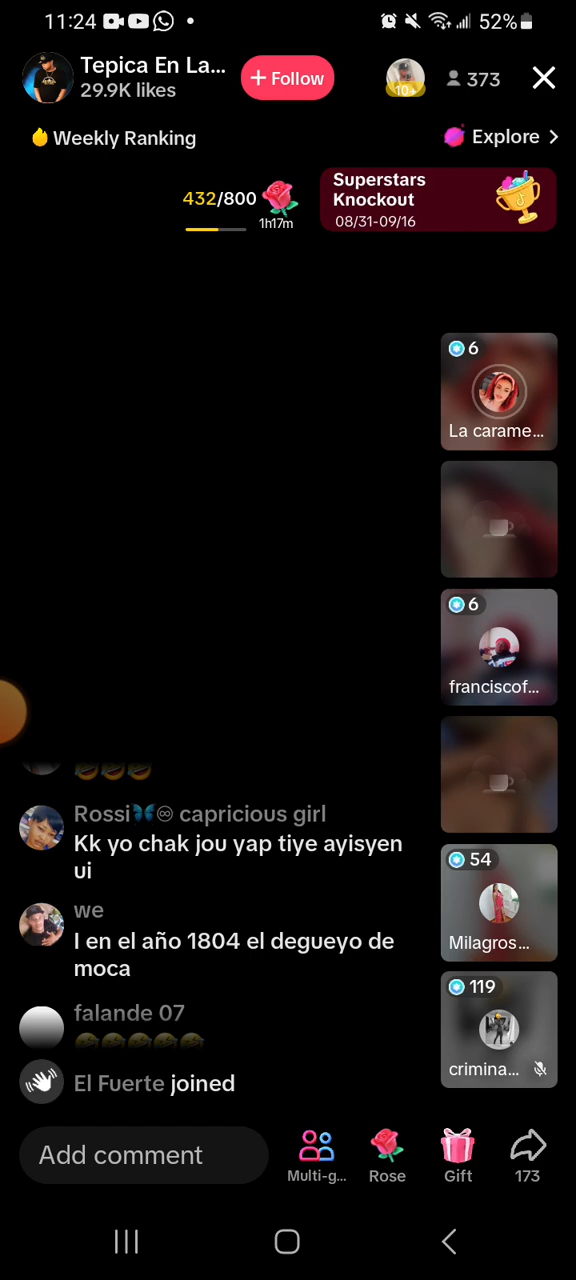 11:24
52%
Tepica En La...
29.9K likes
+ Follow
10+
373
Weekly Ranking
Explore
432/800
1h17m
Superstars
Knockout
08/31-09/16
6
La carame...
6
franciscof...
54
Milagros...
119
crimina...
Rossi🦋♾ capricious girl
Kk yo chak jou yap tiye ayisyen
ui
we
I en el año 1804 el degueyo de
moca
falande 07
El Fuerte joined
Add comment
Multi-g...
Rose
Gift
173